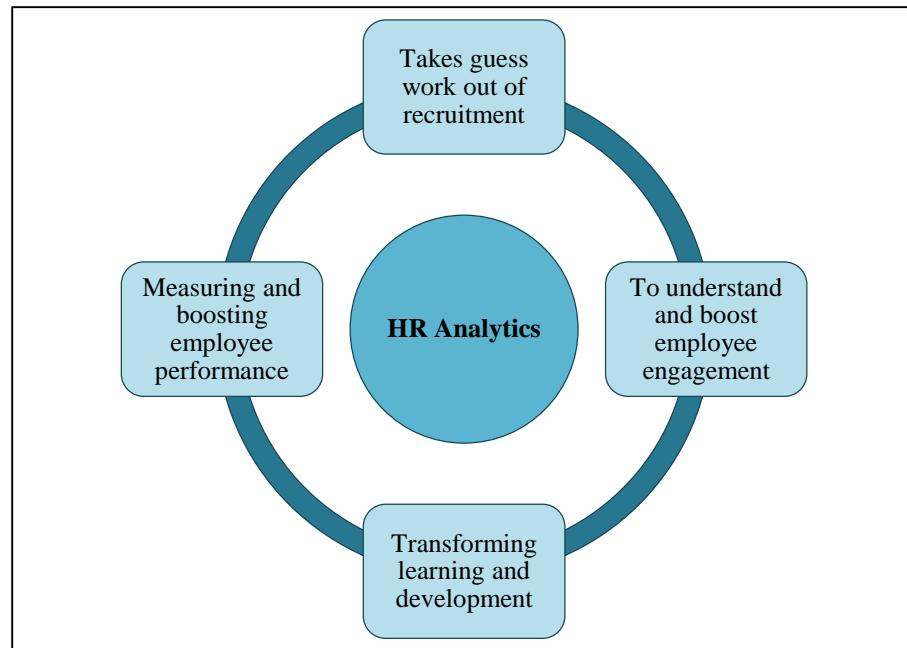 Takes guess
work out of
recruitment
Measuring and
boosting
employee
performance
HR Analytics
To understand
and boost
employee
engagement
Transforming
learning and
development